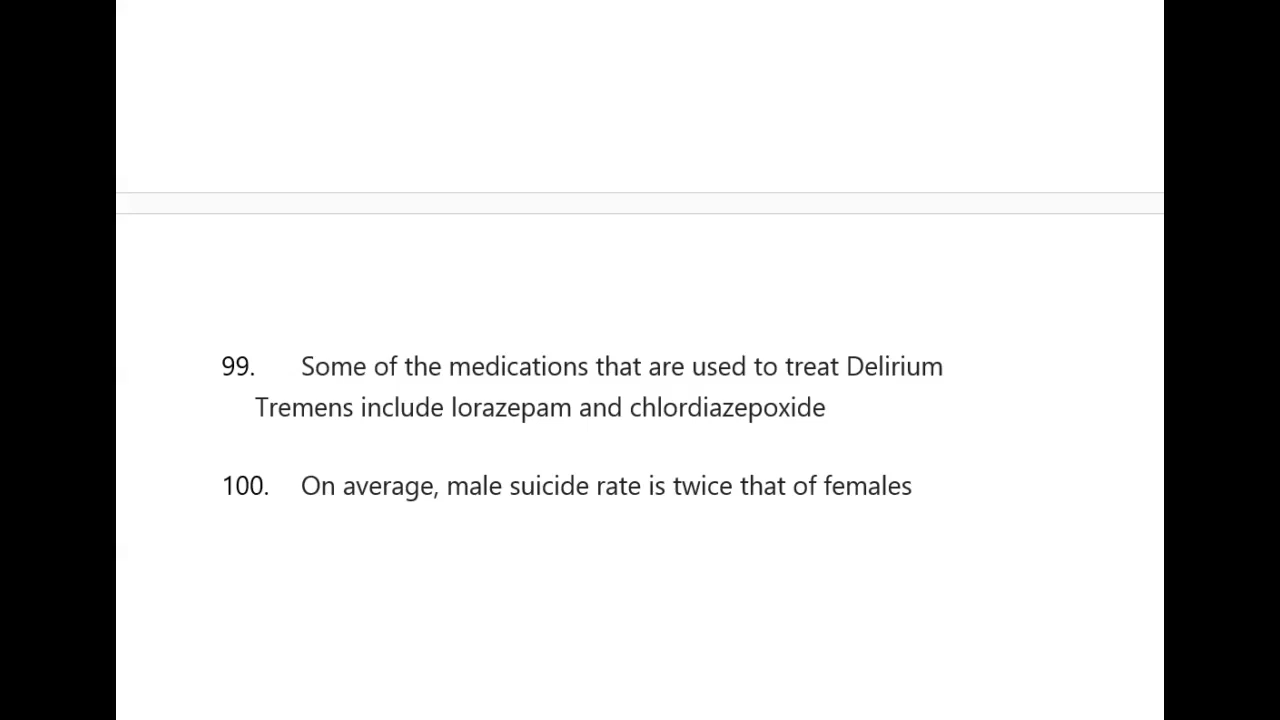 99. Some of the medications that are used to treat Delirium
Tremens include lorazepam and chlordiazepoxide
100. On average, male suicide rate is twice that of females